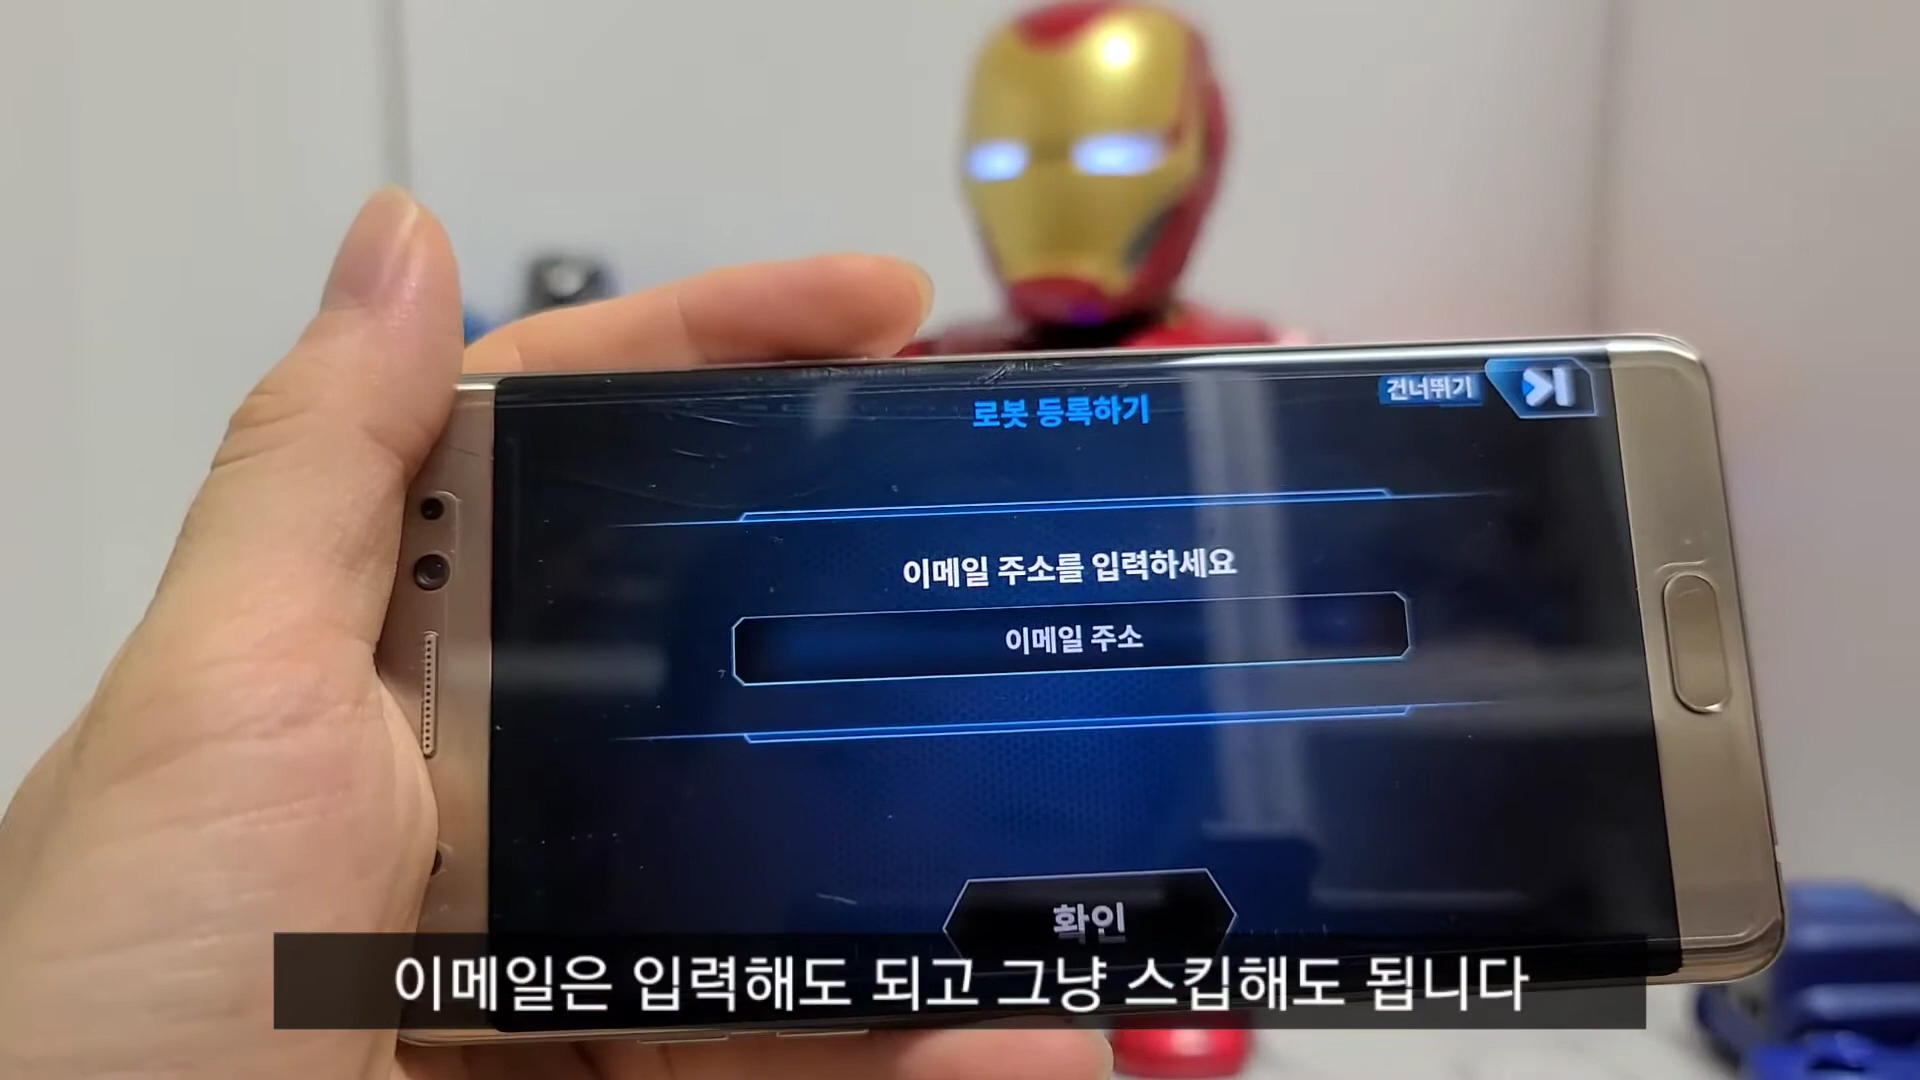 건너뛰기
로봇 등록하기
이메일 주소를 입력하세요
이메일 주소
확인
이메일은 입력해도 되고 그냥 스킵해도 됩니다